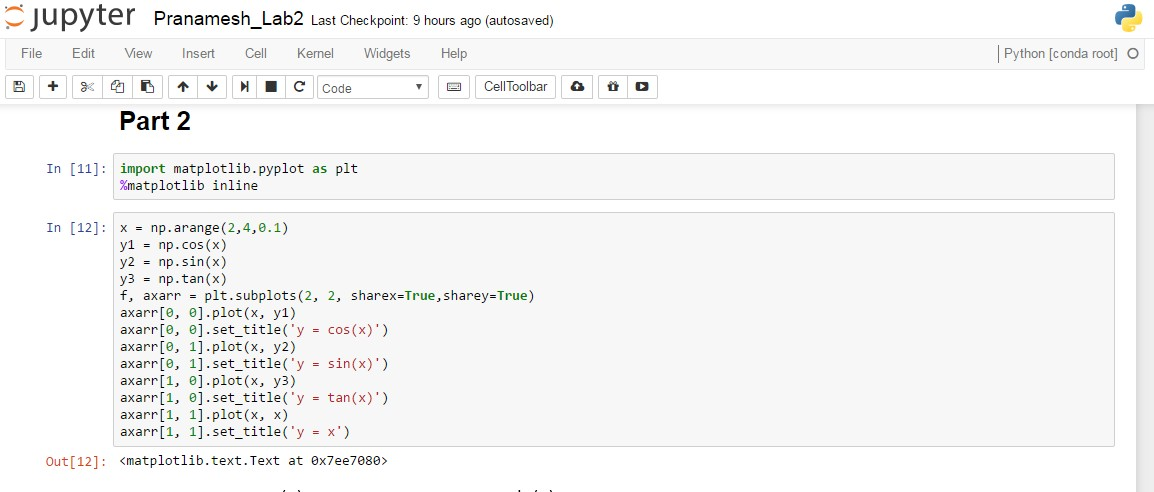 jupyter Pranamesh_Lab2 Last Checkpoint: 9 hours ago (autosaved)
File Edit View Insert Cell Kernel Widgets Help Python [conda root]
Code CellToolbar
Part 2
In [11]: import matplotlib.pyplot as plt
%matplotlib inline
In [12]: x = np.arange(2,4,0.1)
y1 = np.cos(x)
y2 = np.sin(x)
y3 = np.tan(x)
f, axarr = plt.subplots(2, 2, sharex=True,sharey=True)
axarr[0, 0].plot(x, y1)
axarr[0, 0].set_title('y = cos(x)')
axarr[0, 1].plot(x, y2)
axarr[0, 1].set_title('y = sin(x)')
axarr[1, 0].plot(x, y3)
axarr[1, 0].set_title('y = tan(x)')
axarr[1, 1].plot(x, x)
axarr[1, 1].set_title('y = x')
Out[12]: <matplotlib.text.Text at 0x7ee7080>